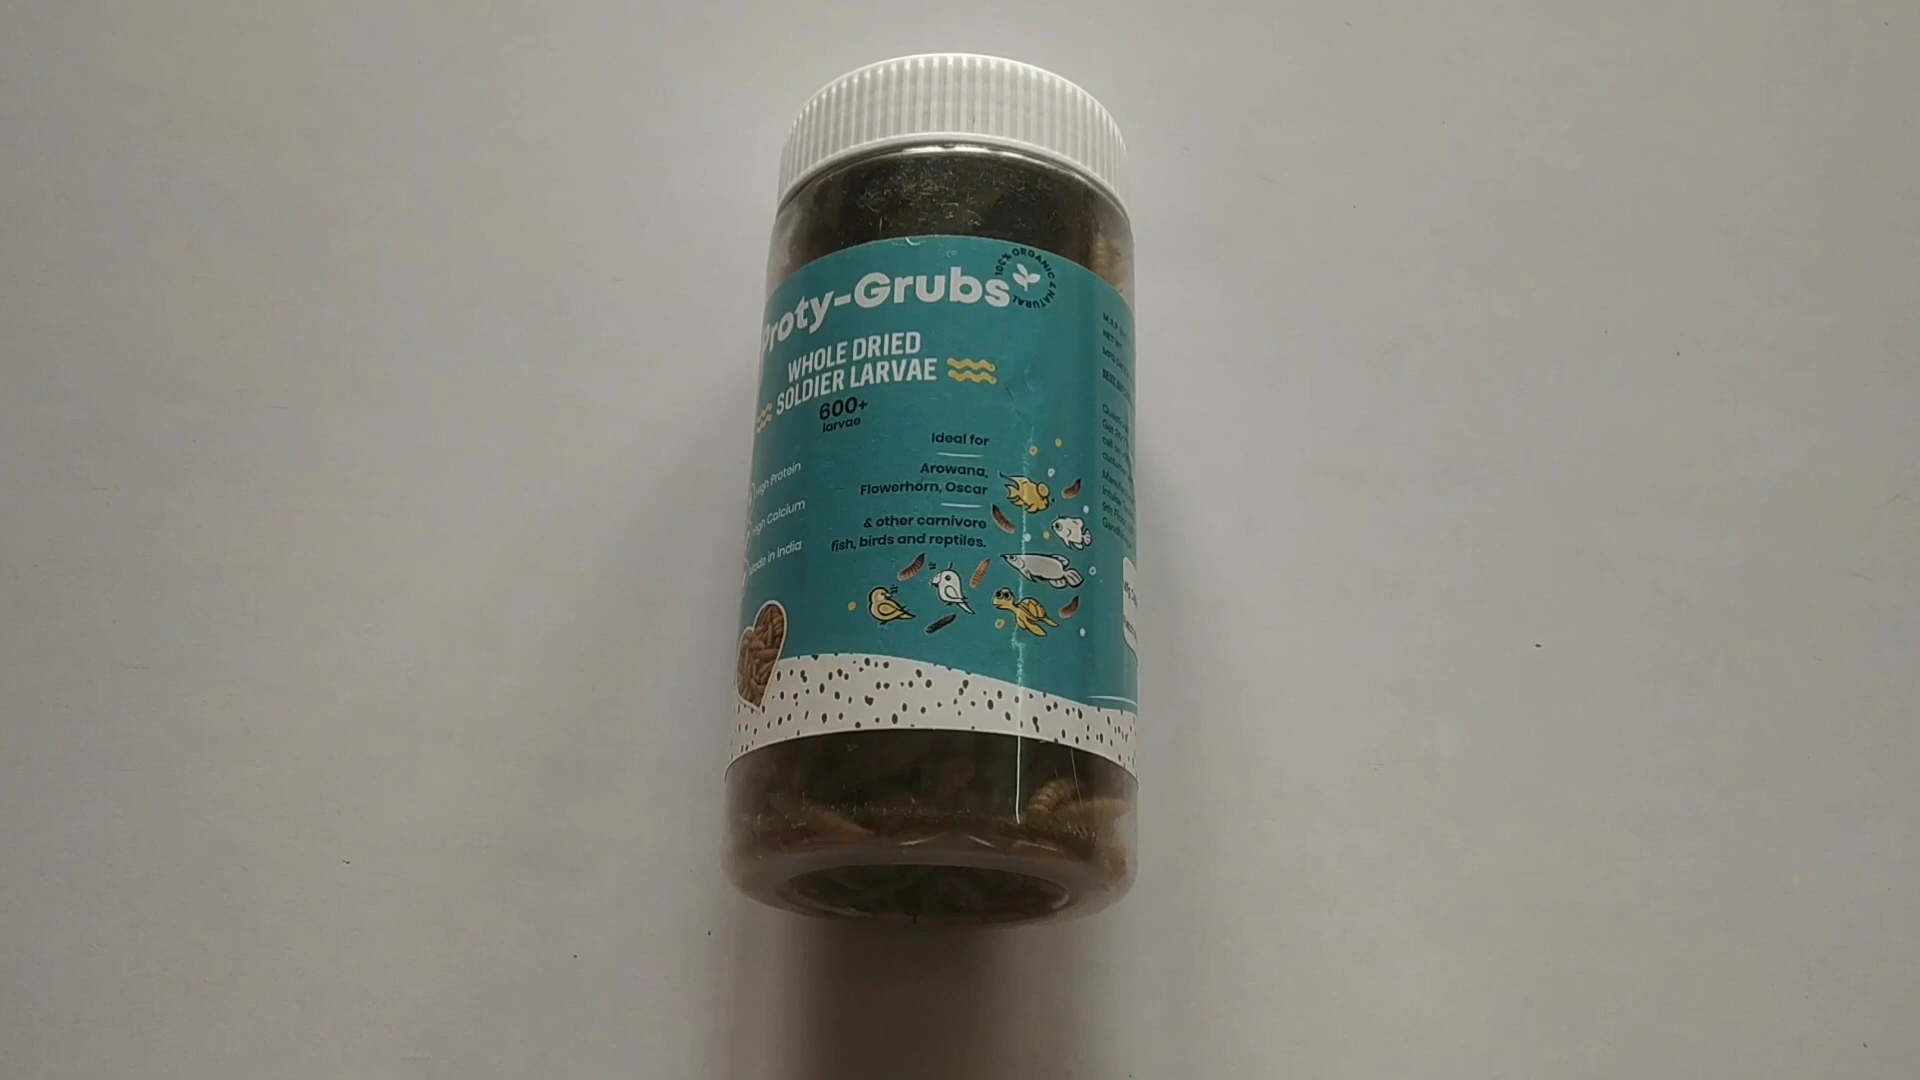 Proty-Grubs
100% ORGANIC & NATURAL
WHOLE DRIED
SOLDIER LARVAE
600+
larvae
High Protein
High Calcium
Made in India
Ideal for
Arowana,
Flowerhorn, Oscar
& other carnivore
fish, birds and reptiles.